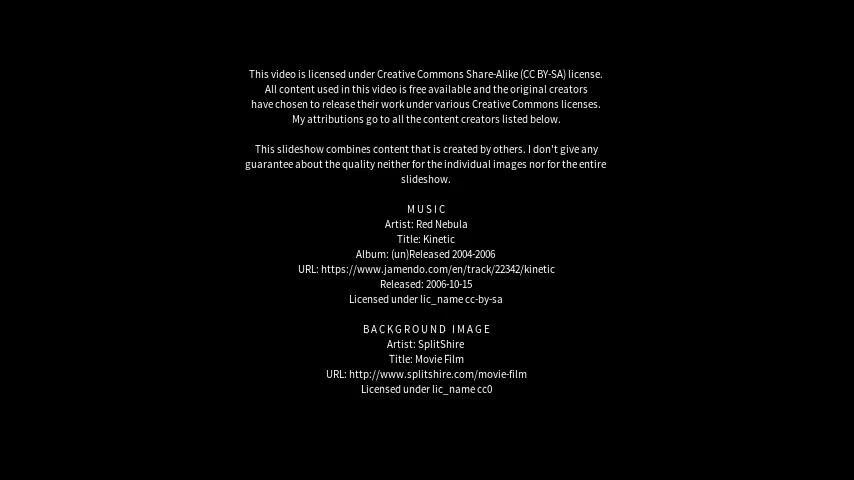 This video is licensed under Creative Commons Share-Alike (CC BY-SA) license.
All content used in this video is free available and the original creators
have chosen to release their work under various Creative Commons licenses.
My attributions go to all the content creators listed below.
This slideshow combines content that is created by others. I don't give any
guarantee about the quality neither for the individual images nor for the entire
slideshow.
MUSIC
Artist: Red Nebula
Title: Kinetic
Album: (un)Released 2004-2006
URL: https://www.jamendo.com/en/track/22342/kinetic
Released: 2006-10-15
Licensed under lic_name cc-by-sa
BACKGROUND IMAGE
Artist: SplitShire
Title: Movie Film
URL: http://www.splitshire.com/movie-film
Licensed under lic_name cc0